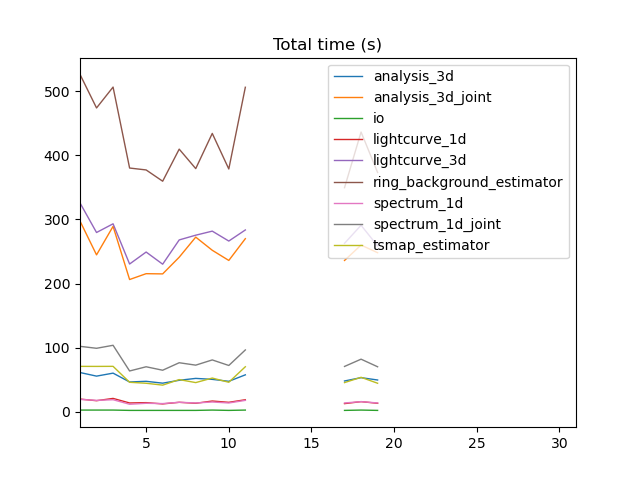 Total time (s)
500
400
300
200
100
0
5
10
15
20
25
30
analysis_3d
analysis_3d_joint
io
lightcurve_1d
lightcurve_3d
ring_background_estimator
spectrum_1d
spectrum_1d_joint
tsmap_estimator